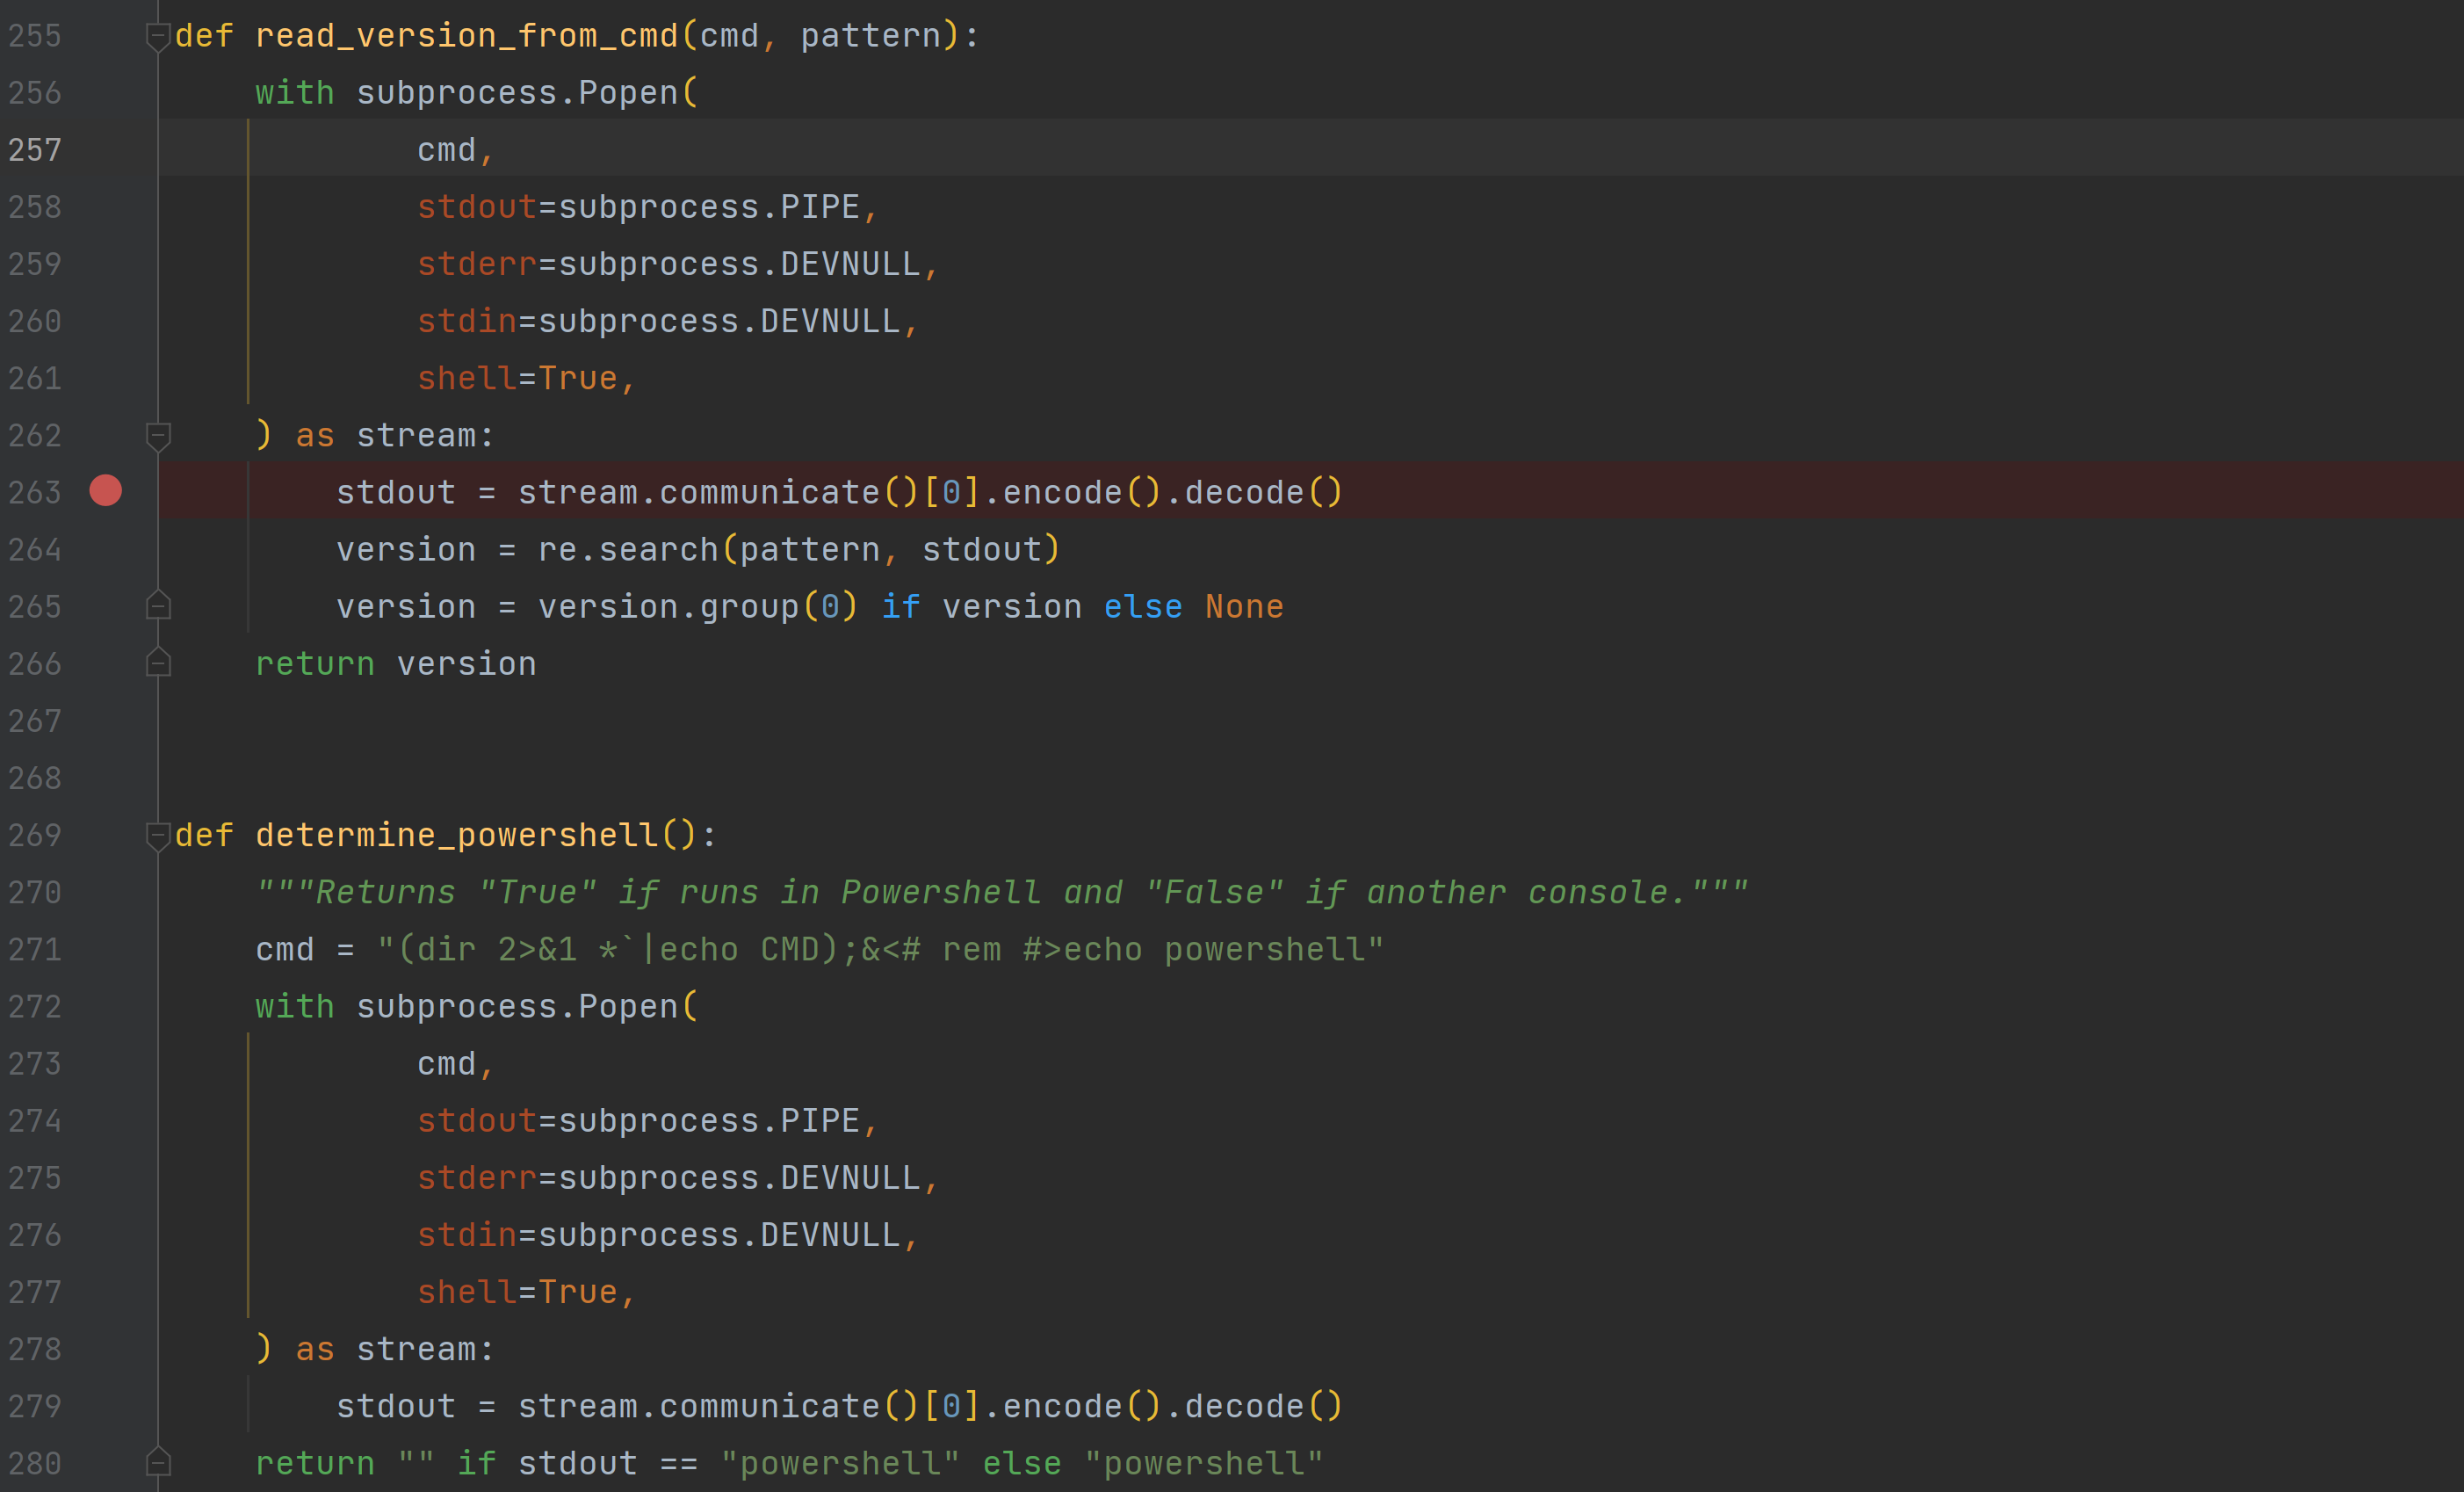 255 def read_version_from_cmd(cmd, pattern):
256     with subprocess.Popen(
257             cmd,
258             stdout=subprocess.PIPE,
259             stderr=subprocess.DEVNULL,
260             stdin=subprocess.DEVNULL,
261             shell=True,
262     ) as stream:
263         stdout = stream.communicate()[0].encode().decode()
264         version = re.search(pattern, stdout)
265         version = version.group(0) if version else None
266     return version
267
268
269 def determine_powershell():
270     """Returns "True" if runs in Powershell and "False" if another console."""
271     cmd = "(dir 2>&1 *`|echo CMD);&<# rem #>echo powershell"
272     with subprocess.Popen(
273             cmd,
274             stdout=subprocess.PIPE,
275             stderr=subprocess.DEVNULL,
276             stdin=subprocess.DEVNULL,
277             shell=True,
278     ) as stream:
279         stdout = stream.communicate()[0].encode().decode()
280     return "" if stdout == "powershell" else "powershell"